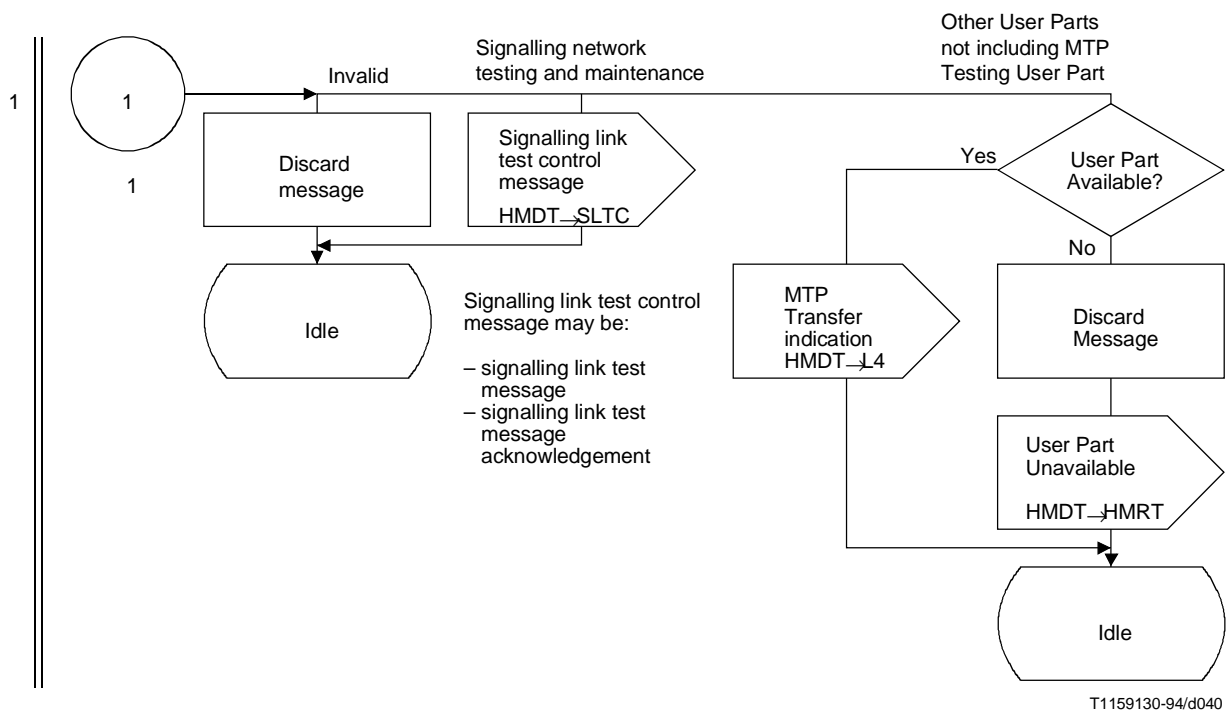 Other User Parts
not including MTP
Testing User Part
Signalling network
testing and maintenance
Invalid
1
1
1
Discard
message
Signalling link
test control
message
HMDT→SLTC
Yes
User Part
Available?
No
Idle
Signalling link test control
message may be:
– signalling link test
message
– signalling link test
message
acknowledgement
MTP
Transfer
indication
HMDT→L4
Discard
Message
User Part
Unavailable
HMDT→HMRT
Idle
T1159130-94/d040